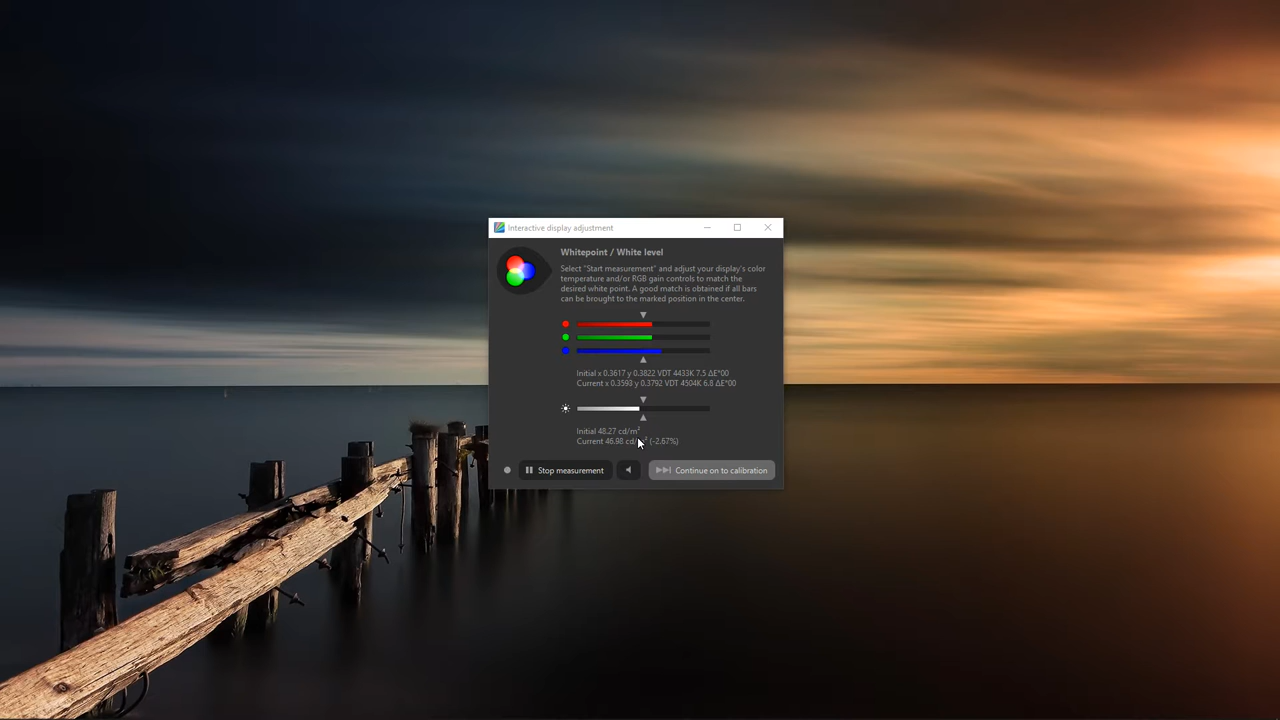 Interactive display adjustment
Whitepoint / White level
Select "Start measurement" and adjust your display's color
temperature and/or RGB gain controls to match the
desired white point. A good match is obtained if all bars
can be brought to the marked position in the center.
Initial x 0.3617 y 0.3822 VDT 4433K 7.5 ΔE*00
Current x 0.3593 y 0.3792 VDT 4504K 6.8 ΔE*00
Initial 48.27 cd/m²
Current 46.98 cd/m² (-2.67%)
Stop measurement
Continue on to calibration